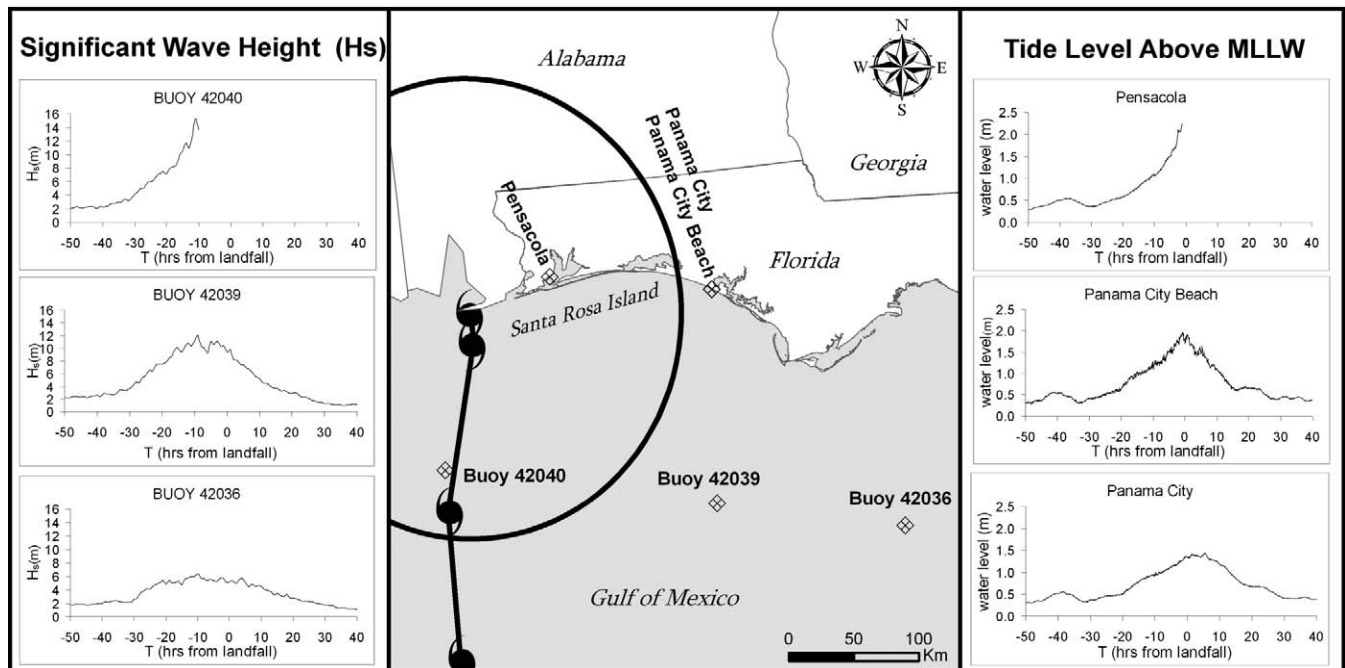 Significant Wave Height (Hs)
BUOY 42040
16
14
12
10
8
6
4
2
0
Hs(m)
-50 -40 -30 -20 -10 0 10 20 30 40
T (hrs from landfall)
BUOY 42039
16
14
12
10
8
6
4
2
0
Hs(m)
-50 -40 -30 -20 -10 0 10 20 30 40
T (hrs from landfall)
BUOY 42036
16
14
12
10
8
6
4
2
0
Hs(m)
-50 -40 -30 -20 -10 0 10 20 30 40
T (hrs from landfall)
Alabama
N
W E
S
Georgia
Florida
Panama City
Panama City Beach
Pensacola
Santa Rosa Island
Buoy 42040
Buoy 42039
Buoy 42036
Gulf of Mexico
0 50 100
Km
Tide Level Above MLLW
Pensacola
2.5
2.0
1.5
1.0
0.5
0.0
water level (m)
-50 -40 -30 -20 -10 0 10 20 30 40
T (hrs from landfall)
Panama City Beach
2.5
2.0
1.5
1.0
0.5
0.0
water level(m)
-50 -40 -30 -20 -10 0 10 20 30 40
T (hrs from landfall)
Panama City
2.5
2.0
1.5
1.0
0.5
0.0
water level (m)
-50 -40 -30 -20 -10 0 10 20 30 40
T (hrs from landfall)